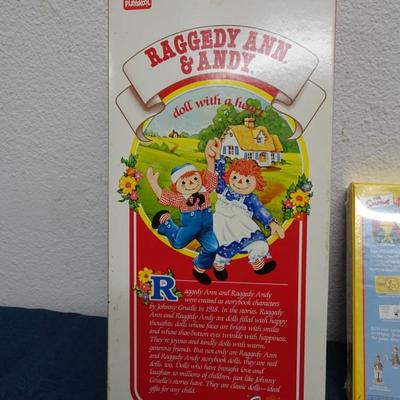 PLAYSKOOL
RAGGEDY ANN
& ANDY
doll with a heart
Raggedy Ann and Raggedy Andy
were created as storybook characters
by Johnny Gruelle in 1918. In the stories, Raggedy
Ann and Raggedy Andy are dolls filled with happy
thoughts, dolls whose faces are bright with smiles
and whose shoe-button eyes twinkle with happiness.
They're joyous and kindly dolls with warm,
generous friends. But not only are Raggedy Ann
and Raggedy Andy storybook dolls, they are real
dolls, too. Dolls who have brought love and
laughter to millions of children, just like Johnny
Gruelle's stories have. They are classic dolls—ideal
gifts for any child.